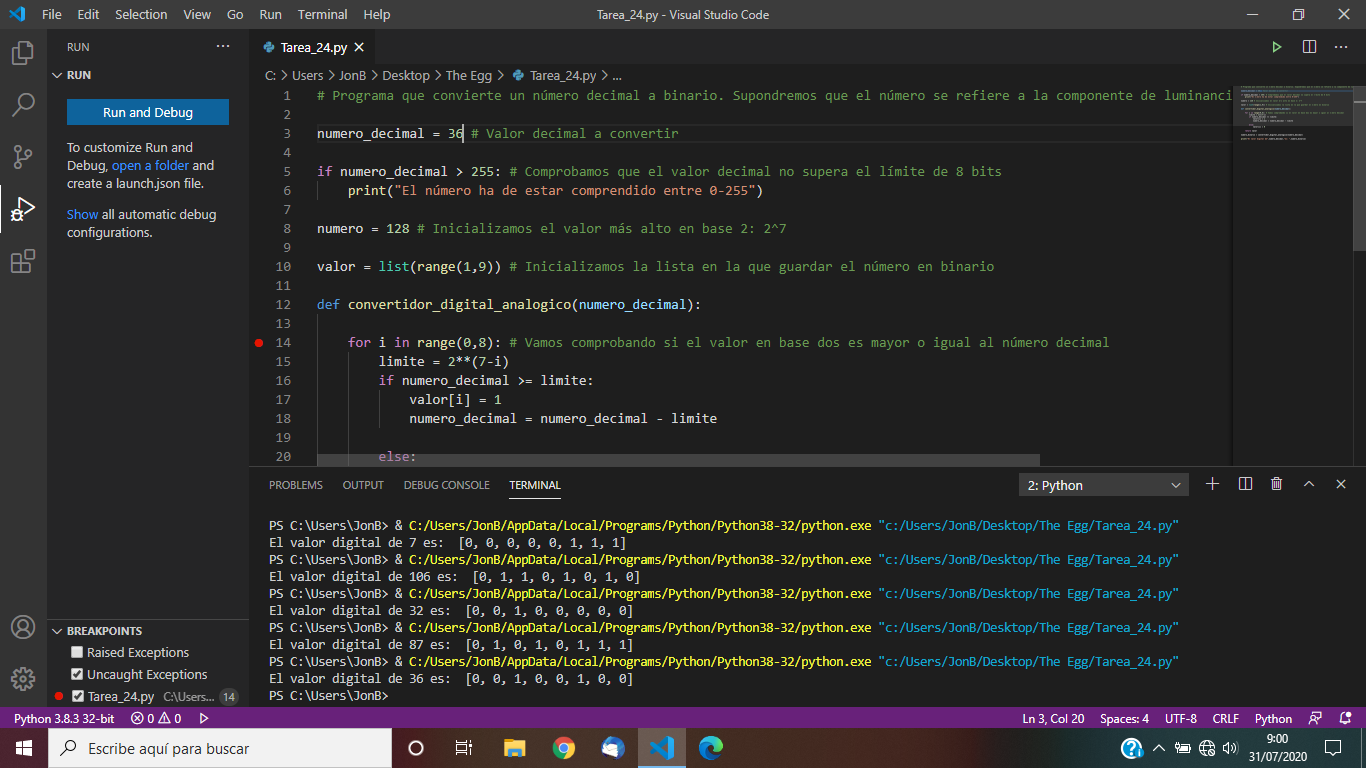 File Edit Selection View Go Run Terminal Help Tarea_24.py - Visual Studio Code
RUN ···
RUN
Run and Debug
To customize Run and
Debug, open a folder and
create a launch.json file.
Show all automatic debug
configurations.
BREAKPOINTS
Raised Exceptions
Uncaught Exceptions
Tarea_24.py C:\Users... 14
Tarea_24.py
C: > Users > JonB > Desktop > The Egg > Tarea_24.py > ...
1 # Programa que convierte un número decimal a binario. Supondremos que el número se refiere a la componente de luminanci
2
3 numero_decimal = 36 # Valor decimal a convertir
4
5 if numero_decimal > 255: # Comprobamos que el valor decimal no supera el límite de 8 bits
6 print("El número ha de estar comprendido entre 0-255")
7
8 numero = 128 # Inicializamos el valor más alto en base 2: 2^7
9
10 valor = list(range(1,9)) # Inicializamos la lista en la que guardar el número en binario
11
12 def convertidor_digital_analogico(numero_decimal):
13
14 for i in range(0,8): # Vamos comprobando si el valor en base dos es mayor o igual al número decimal
15 limite = 2**(7-i)
16 if numero_decimal >= limite:
17 valor[i] = 1
18 numero_decimal = numero_decimal - limite
19
20 else:
PROBLEMS OUTPUT DEBUG CONSOLE TERMINAL 2: Python
PS C:\Users\JonB> & C:/Users/JonB/AppData/Local/Programs/Python/Python38-32/python.exe "c:/Users/JonB/Desktop/The Egg/Tarea_24.py"
El valor digital de 7 es:  [0, 0, 0, 0, 0, 1, 1, 1]
PS C:\Users\JonB> & C:/Users/JonB/AppData/Local/Programs/Python/Python38-32/python.exe "c:/Users/JonB/Desktop/The Egg/Tarea_24.py"
El valor digital de 106 es:  [0, 1, 1, 0, 1, 0, 1, 0]
PS C:\Users\JonB> & C:/Users/JonB/AppData/Local/Programs/Python/Python38-32/python.exe "c:/Users/JonB/Desktop/The Egg/Tarea_24.py"
El valor digital de 32 es:  [0, 0, 1, 0, 0, 0, 0, 0]
PS C:\Users\JonB> & C:/Users/JonB/AppData/Local/Programs/Python/Python38-32/python.exe "c:/Users/JonB/Desktop/The Egg/Tarea_24.py"
El valor digital de 87 es:  [0, 1, 0, 1, 0, 1, 1, 1]
PS C:\Users\JonB> & C:/Users/JonB/AppData/Local/Programs/Python/Python38-32/python.exe "c:/Users/JonB/Desktop/The Egg/Tarea_24.py"
El valor digital de 36 es:  [0, 0, 1, 0, 0, 1, 0, 0]
PS C:\Users\JonB>
Python 3.8.3 32-bit 0 0 Ln 3, Col 20 Spaces: 4 UTF-8 CRLF Python
Escribe aquí para buscar
9:00
31/07/2020